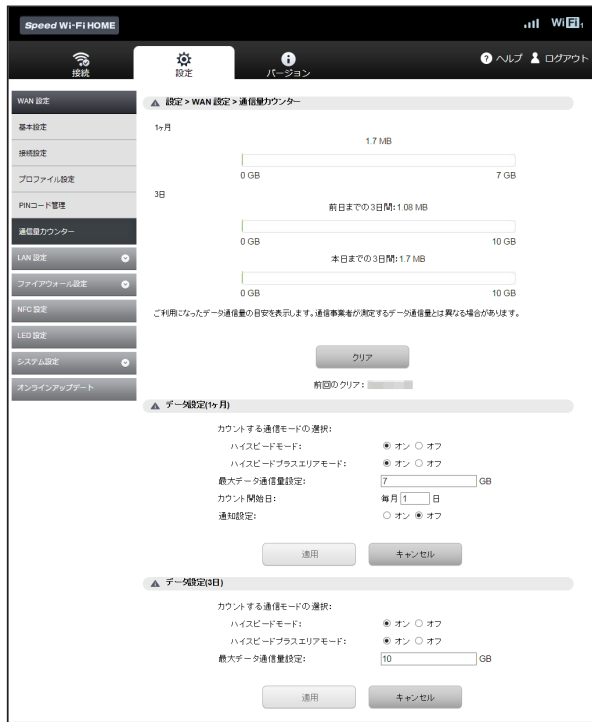 Speed Wi-Fi HOME
WiFi 1
接続
設定
バージョン
? ヘルプ
ログアウト
WAN 設定
基本設定
接続設定
プロファイル設定
PINコード管理
通信量カウンター
LAN 設定
ファイアウォール設定
NFC 設定
LED 設定
システム設定
オンラインアップデート
設定 > WAN 設定 > 通信量カウンター
1ヶ月
1.7 MB
0 GB 7 GB
3日
前日までの3日間:1.08 MB
0 GB 10 GB
本日までの3日間:1.7 MB
0 GB 10 GB
ご利用になったデータ通信量の目安を表示します。通信事業者が測定するデータ通信量とは異なる場合があります。
クリア
前回のクリア:
データ設定(1ヶ月)
カウントする通信モードの選択:
ハイスピードモード: オン オフ
ハイスピードプラスエリアモード: オン オフ
最大データ通信量設定: 7 GB
カウント開始日: 毎月 1 日
通知設定: オン オフ
適用 キャンセル
データ設定(3日)
カウントする通信モードの選択:
ハイスピードモード: オン オフ
ハイスピードプラスエリアモード: オン オフ
最大データ通信量設定: 10 GB
適用 キャンセル